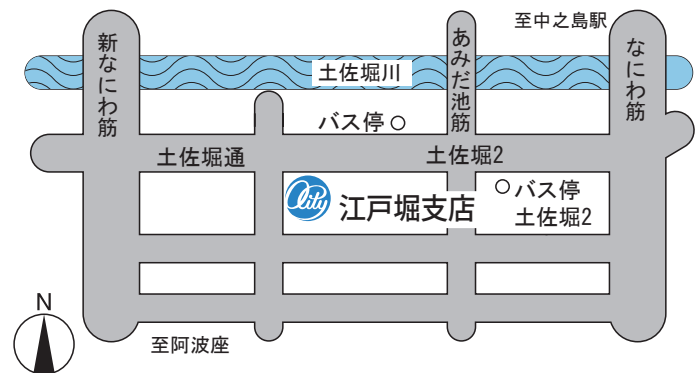 至中之島駅
新なにわ筋
あみだ池筋
なにわ筋
土佐堀川
バス停
土佐堀通
土佐堀2
City
江戸堀支店
バス停
土佐堀2
N
至阿波座